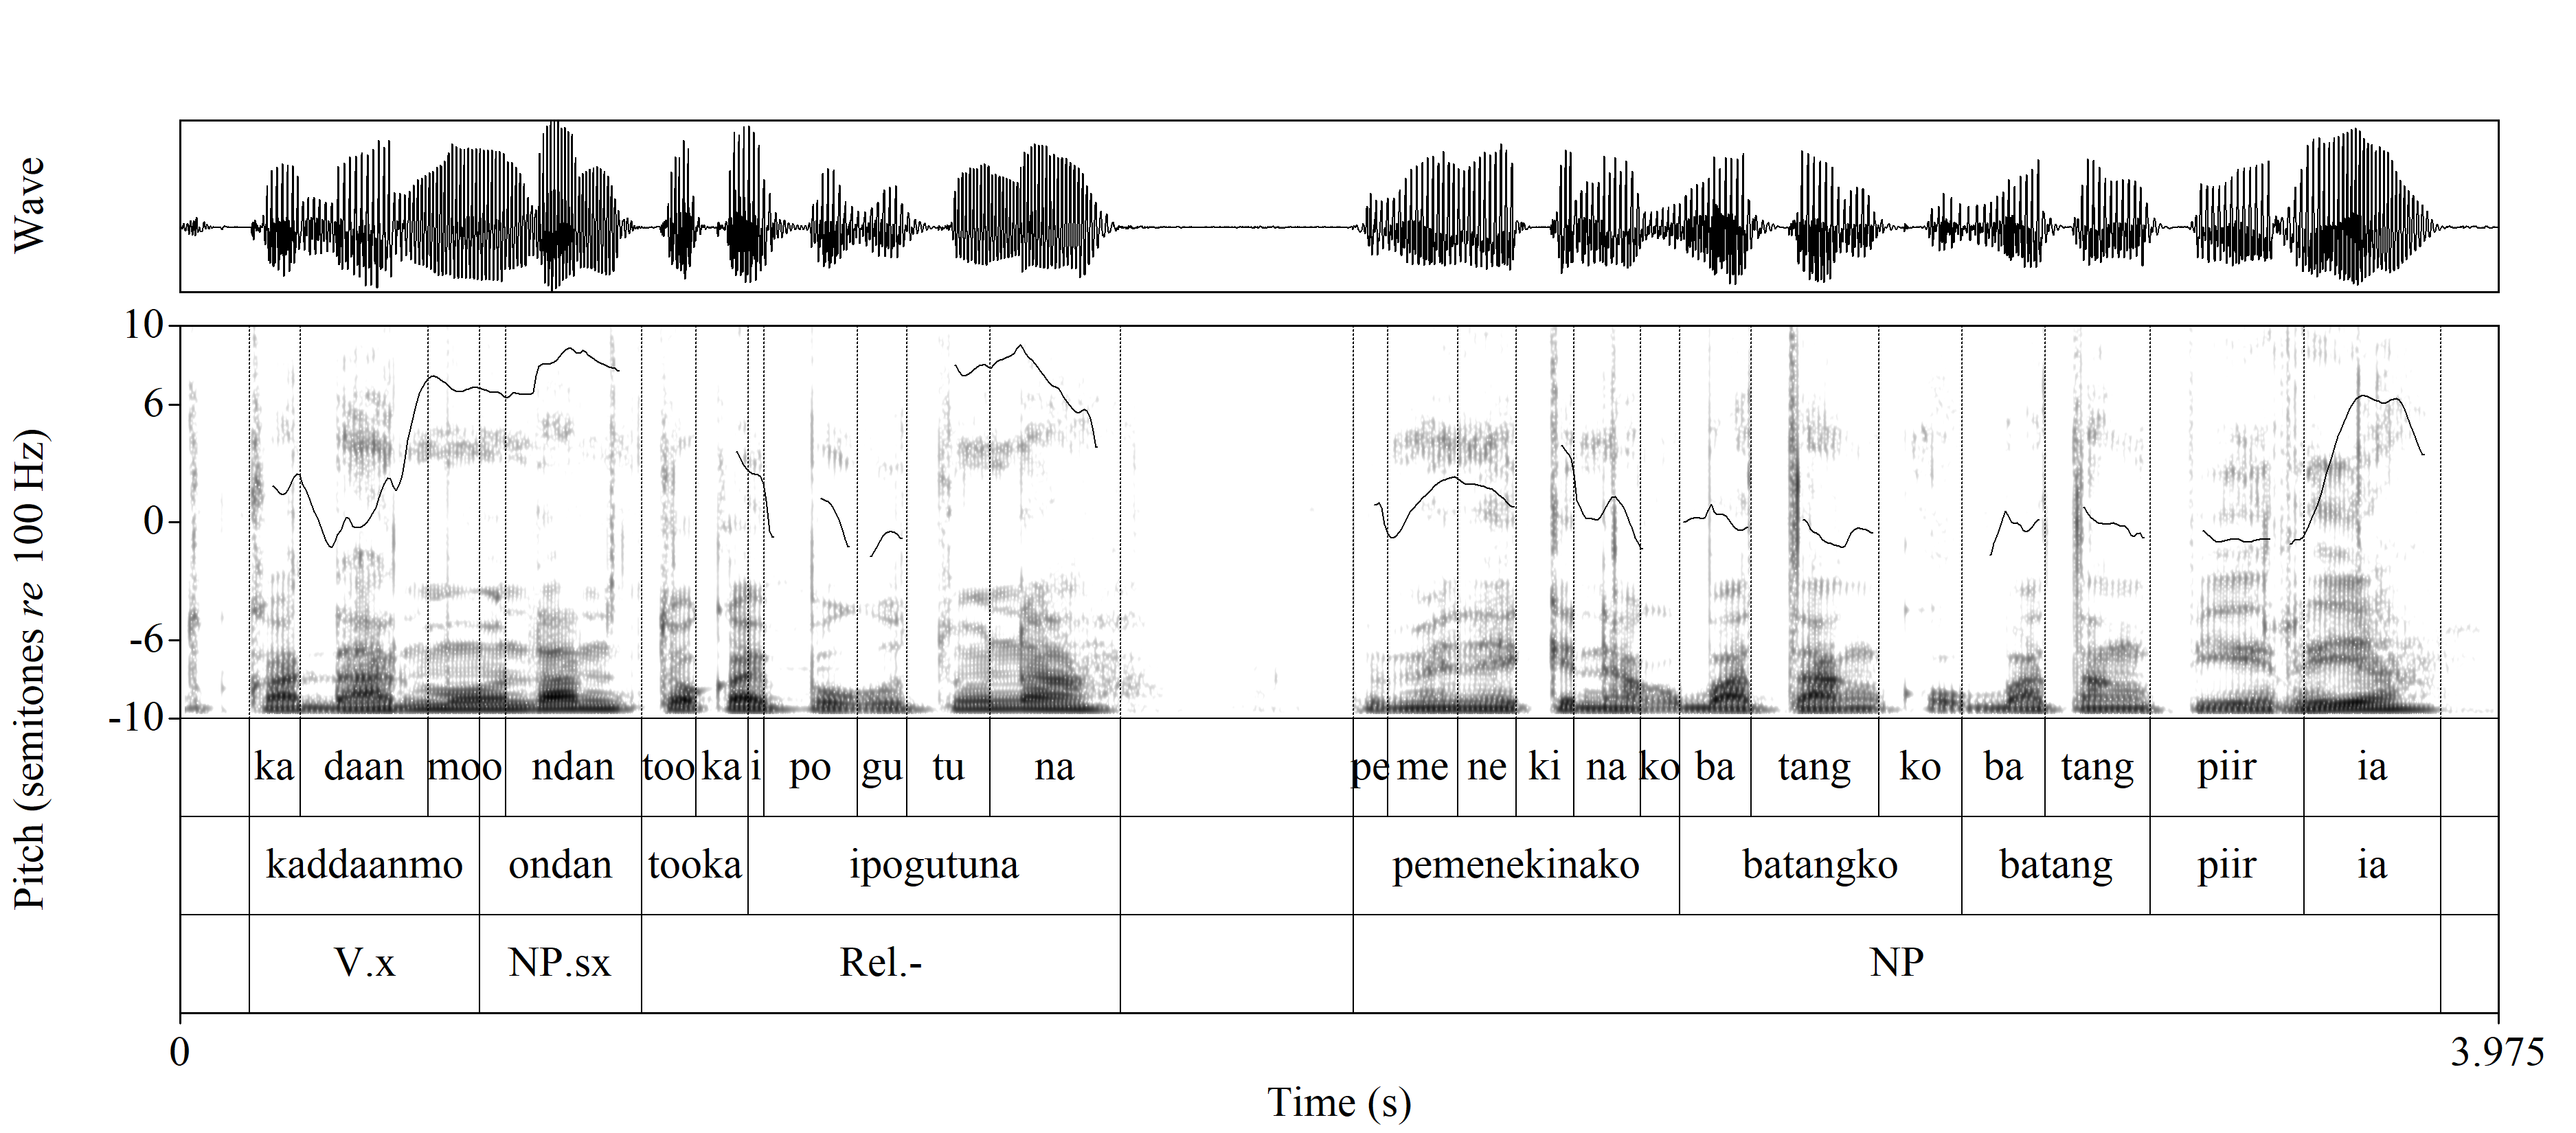 Wave
Pitch (semitones re 100 Hz)
10
6
0
-6
-10
ka daan moo ndan too ka i po gu tu na pe me ne ki na ko ba tang ko ba tang piir ia
kaddaanmo ondan tooka ipogutuna pemenekinako batangko batang piir ia
V.x NP.sx Rel.- NP
0 3.975
Time (s)